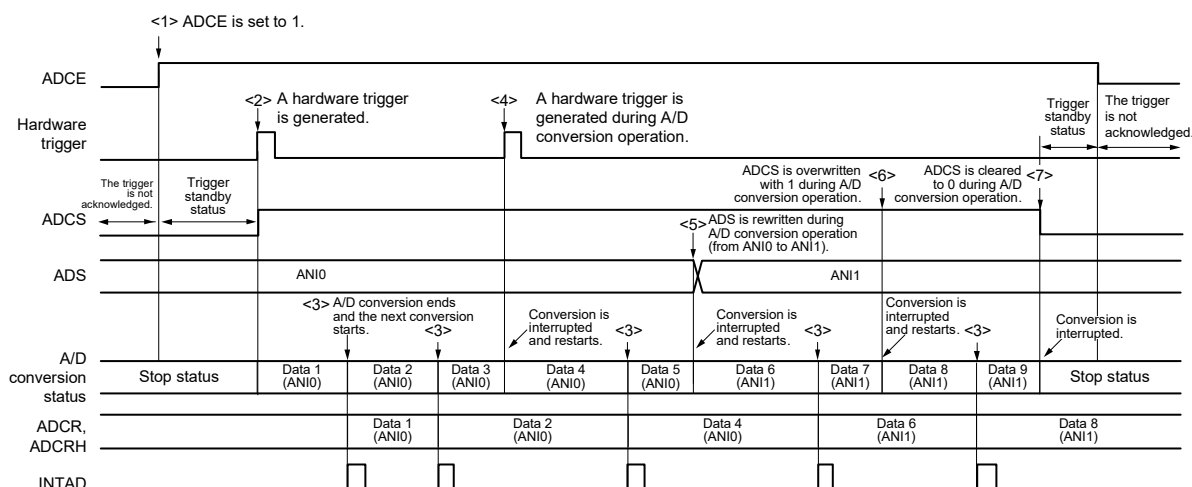 <1> ADCE is set to 1.
ADCE
<2> A hardware trigger
is generated.
<4> A hardware trigger is
generated during A/D
conversion operation.
Trigger
standby
status
The trigger
is not
acknowledged.
Hardware
trigger
The trigger
is not
acknowledged.
Trigger
standby
status
ADCS is overwritten
with 1 during A/D
conversion operation.
<6>
ADCS is cleared
to 0 during A/D
conversion operation.
<7>
ADCS
<5> ADS is rewritten during
A/D conversion operation
(from ANI0 to ANI1).
ADS
ANI0
ANI1
<3> A/D conversion ends
and the next conversion
starts.
<3>
Conversion is
interrupted
and restarts.
<3>
Conversion is
interrupted
and restarts.
<3>
Conversion is
interrupted
and restarts.
<3>
Conversion is
interrupted.
A/D
conversion
status
Stop status
Data 1
(ANI0)
Data 2
(ANI0)
Data 3
(ANI0)
Data 4
(ANI0)
Data 5
(ANI0)
Data 6
(ANI1)
Data 7
(ANI1)
Data 8
(ANI1)
Data 9
(ANI1)
Stop status
ADCR,
ADCRH
Data 1
(ANI0)
Data 2
(ANI0)
Data 4
(ANI0)
Data 6
(ANI1)
Data 8
(ANI1)
INTAD